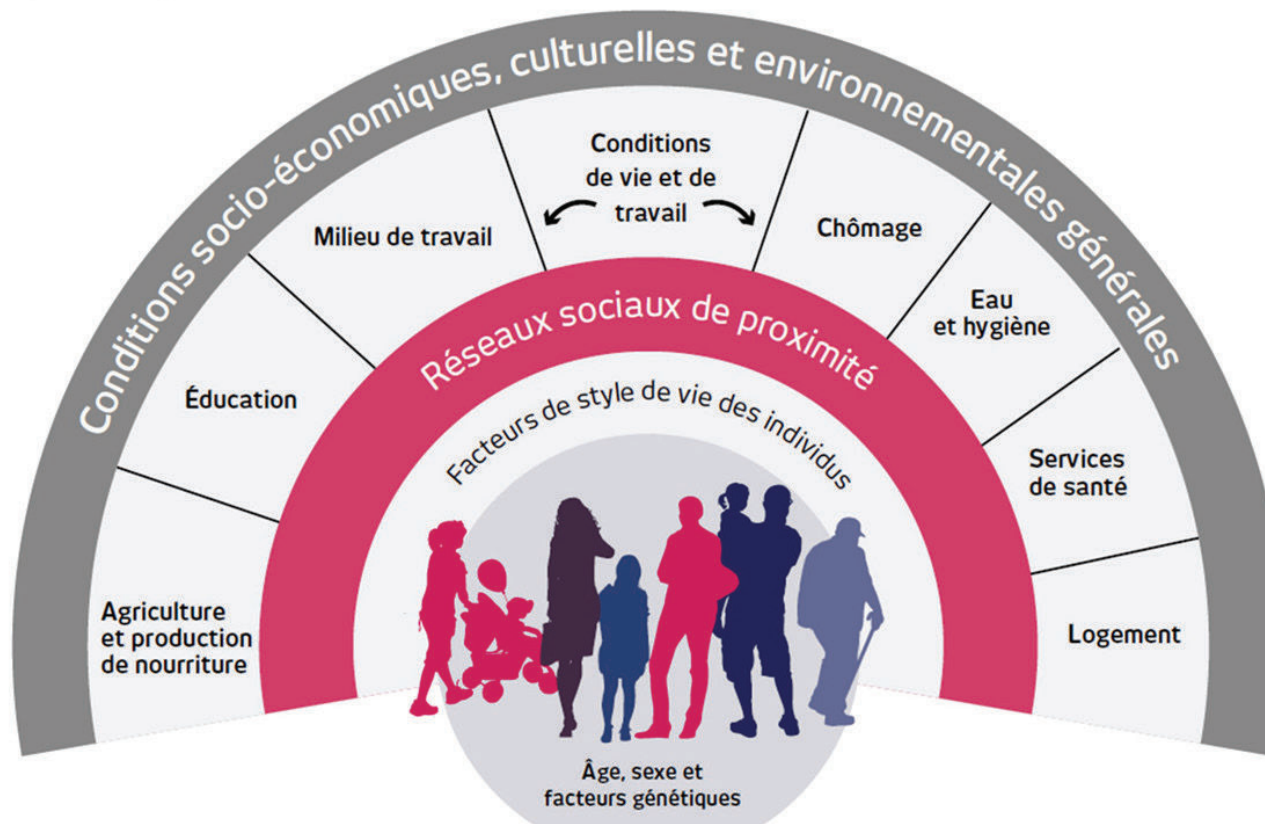 Conditions socio-économiques, culturelles et environnementales générales
Conditions
de vie et de
travail
Milieu de travail
Chômage
Éducation
Eau
et hygiène
Agriculture
et production
de nourriture
Services
de santé
Logement
Réseaux sociaux de proximité
Facteurs de style de vie des individus
Âge, sexe et
facteurs génétiques